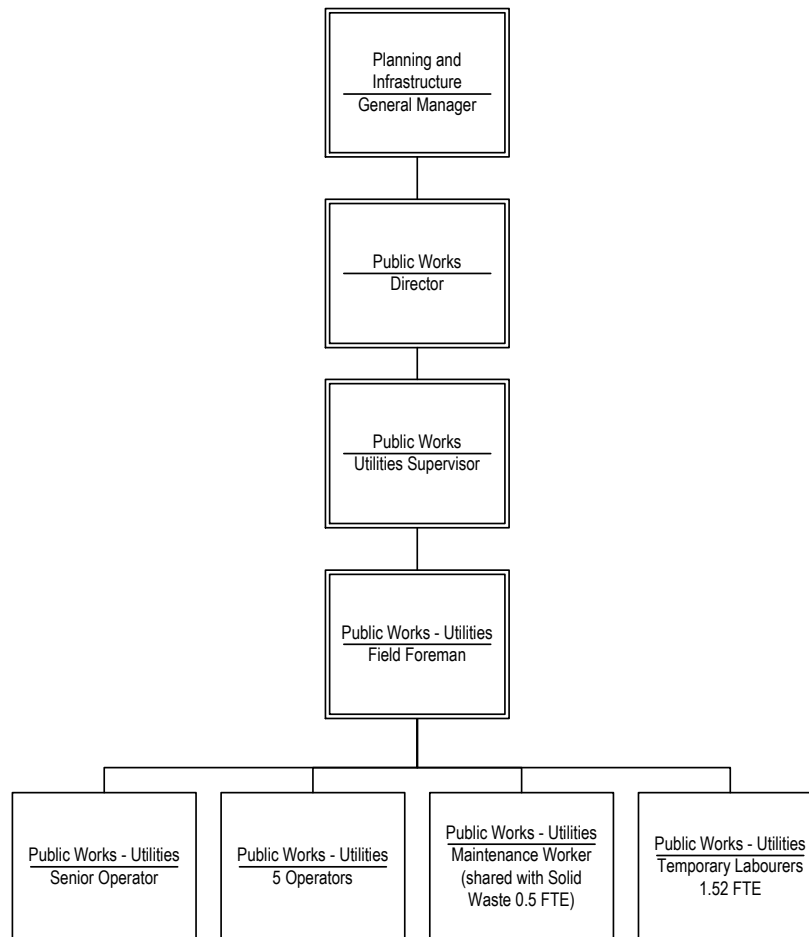 Planning and
Infrastructure
General Manager
Public Works
Director
Public Works
Utilities Supervisor
Public Works - Utilities
Field Foreman
Public Works - Utilities
Senior Operator
Public Works - Utilities
5 Operators
Public Works - Utilities
Maintenance Worker
(shared with Solid
Waste 0.5 FTE)
Public Works - Utilities
Temporary Labourers
1.52 FTE